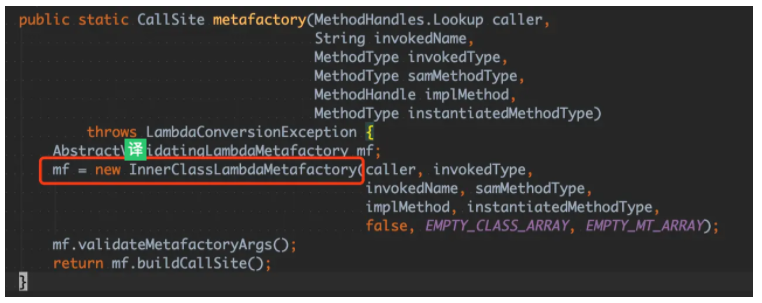 public static CallSite metafactory(MethodHandles.Lookup caller,
String invokedName,
MethodType invokedType,
MethodType samMethodType,
MethodHandle implMethod,
MethodType instantiatedMethodType)
throws LambdaConversionException {
Abstract译idatingLambdaMetafactory mf;
mf = new InnerClassLambdaMetafactory(caller, invokedType,
invokedName, samMethodType,
implMethod, instantiatedMethodType,
false, EMPTY_CLASS_ARRAY, EMPTY_MT_ARRAY);
mf.validateMetafactoryArgs();
return mf.buildCallSite();
}